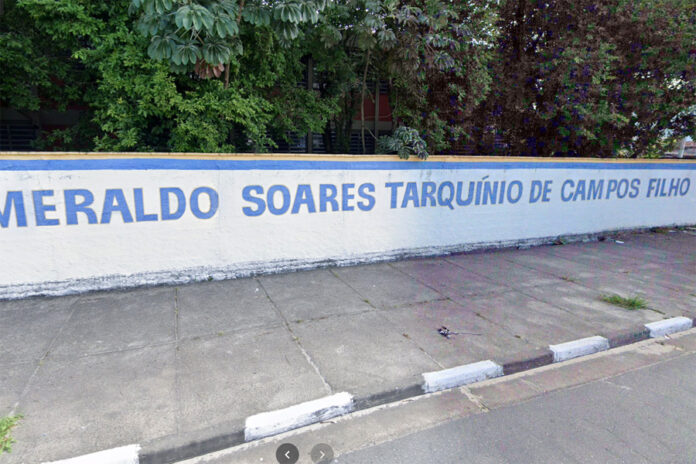 MERALDO SOARES TARQUÍNIO DE CAMPOS FILHO